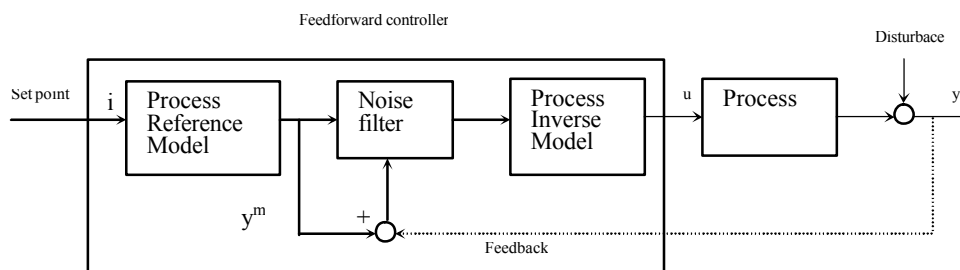 Feedforward controller
Disturbace
Set point
i
Process
Reference
Model
Noise
filter
Process
Inverse
Model
u
Process
y
y^m
+
Feedback